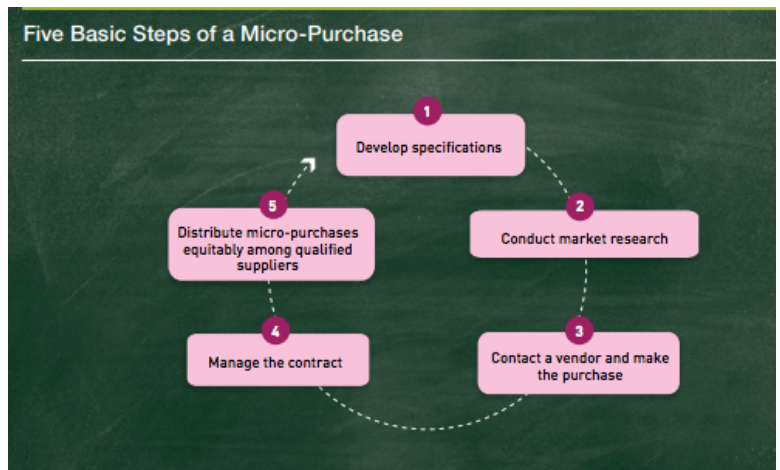 Five Basic Steps of a Micro-Purchase
1
Develop specifications
2
Conduct market research
3
Contact a vendor and make
the purchase
4
Manage the contract
5
Distribute micro-purchases
equitably among qualified
suppliers